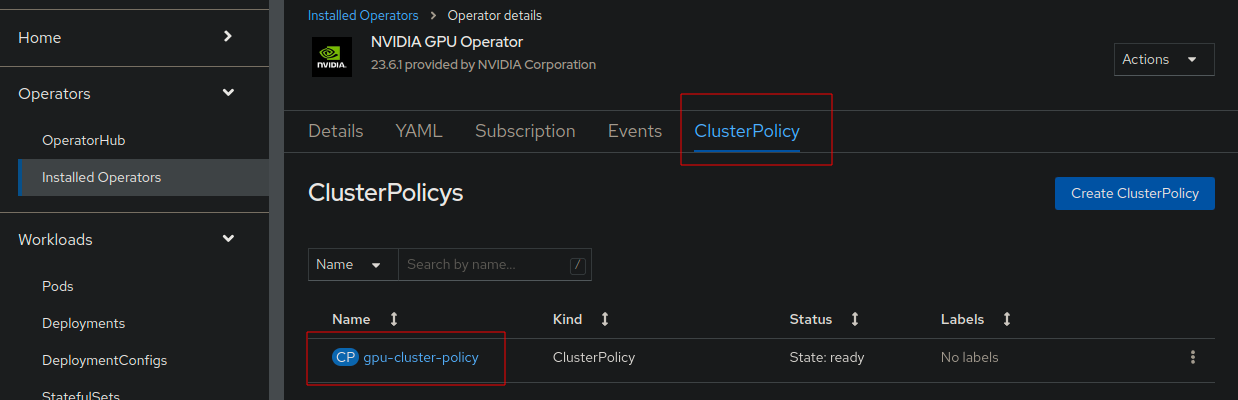 Home
Operators
OperatorHub
Installed Operators
Workloads
Pods
Deployments
DeploymentConfigs
StatefulSets
Installed Operators > Operator details
NVIDIA.
NVIDIA GPU Operator
23.6.1 provided by NVIDIA Corporation
Actions
Details YAML Subscription Events ClusterPolicy
ClusterPolicys
Create ClusterPolicy
Name Search by name... /
Name Kind Status Labels
CP gpu-cluster-policy ClusterPolicy State: ready No labels